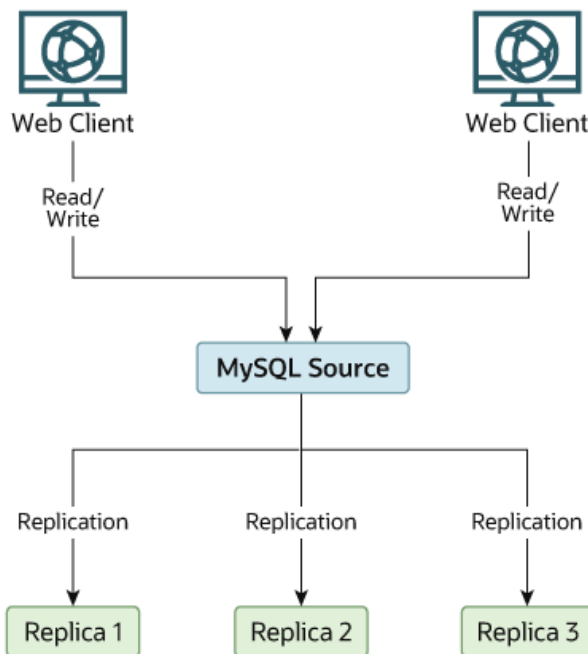 Web Client
Web Client
Read/
Write
Read/
Write
MySQL Source
Replication
Replication
Replication
Replica 1
Replica 2
Replica 3